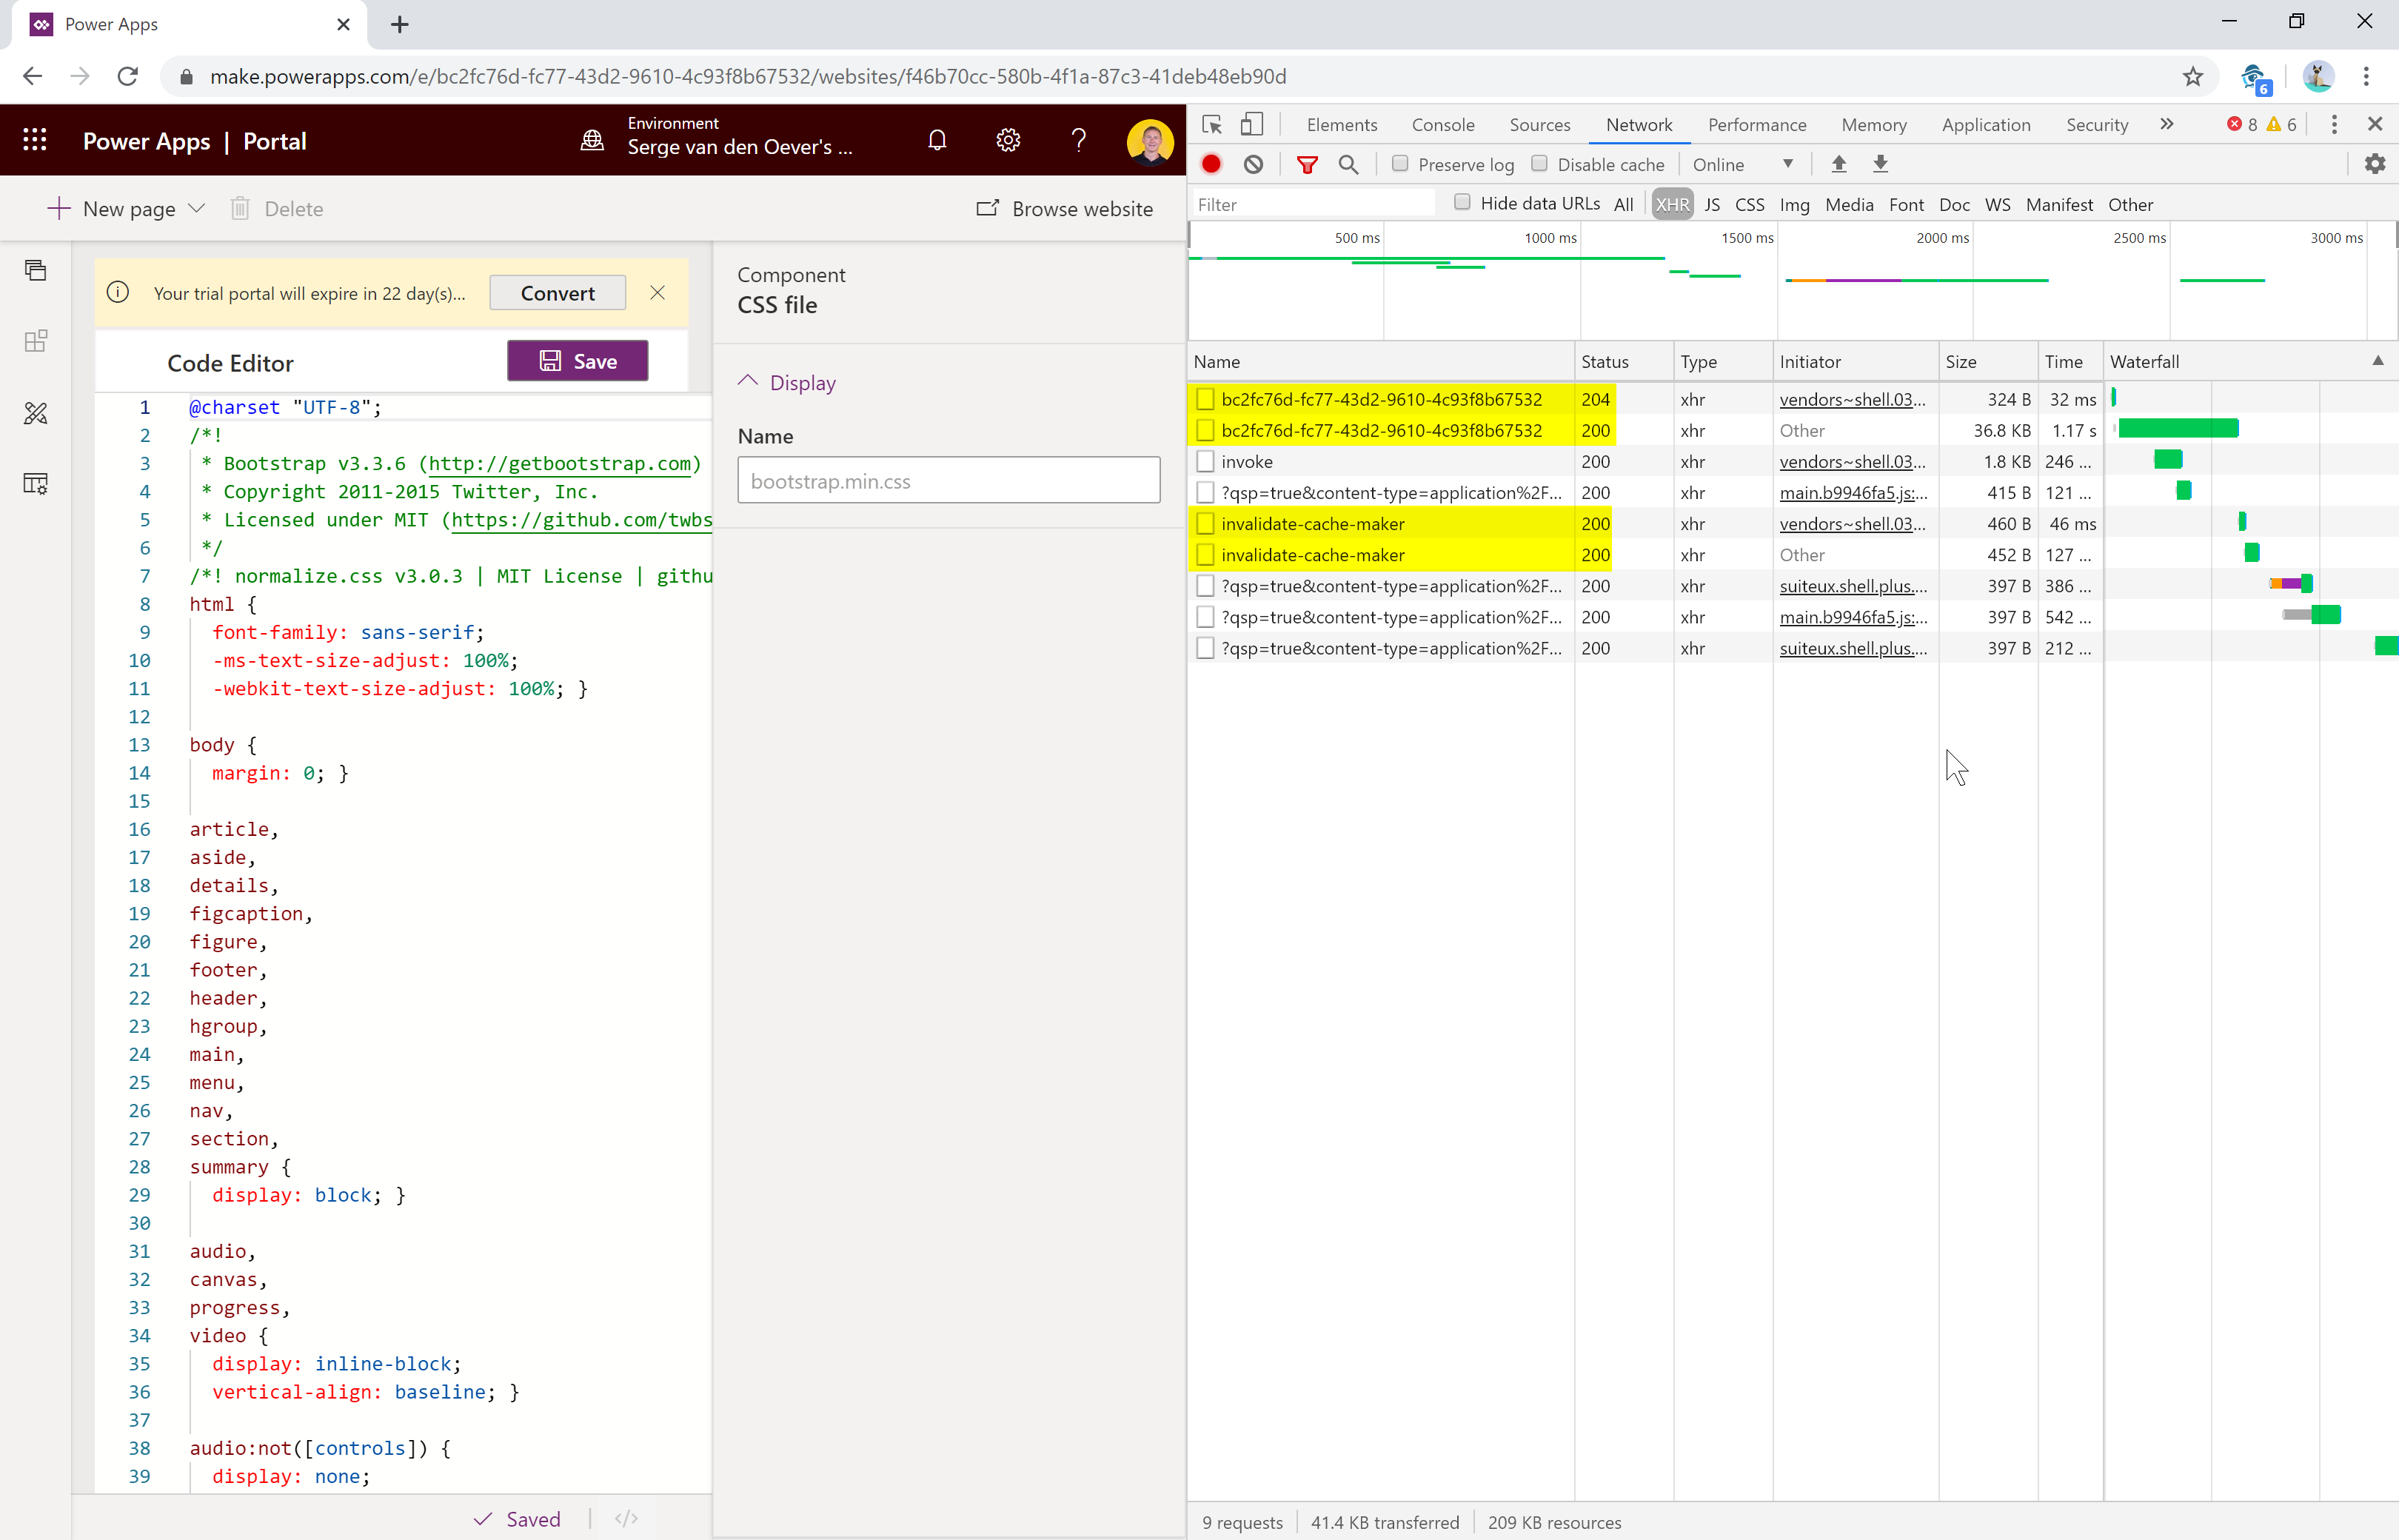 Power Apps
make.powerapps.com/e/bc2fc76d-fc77-43d2-9610-4c93f8b67532/websites/f46b70cc-580b-4f1a-87c3-41deb48eb90d
6
Power Apps | Portal
Environment
Serge van den Oever's ...
New page
Delete
Browse website
Your trial portal will expire in 22 day(s)...
Convert
Code Editor
Save
1 @charset "UTF-8";
2 /*!
3 * Bootstrap v3.3.6 (http://getbootstrap.com)
4 * Copyright 2011-2015 Twitter, Inc.
5 * Licensed under MIT (https://github.com/twbs
6 */
7 /*! normalize.css v3.0.3 | MIT License | githu
8 html {
9 font-family: sans-serif;
10 -ms-text-size-adjust: 100%;
11 -webkit-text-size-adjust: 100%; }
12
13 body {
14 margin: 0; }
15
16 article,
17 aside,
18 details,
19 figcaption,
20 figure,
21 footer,
22 header,
23 hgroup,
24 main,
25 menu,
26 nav,
27 section,
28 summary {
29 display: block; }
30
31 audio,
32 canvas,
33 progress,
34 video {
35 display: inline-block;
36 vertical-align: baseline; }
37
38 audio:not([controls]) {
39 display: none;
Saved
</>
Component
CSS file
Display
Name
bootstrap.min.css
Elements Console Sources Network Performance Memory Application Security » 8 6
Preserve log Disable cache Online
Filter Hide data URLs All XHR JS CSS Img Media Font Doc WS Manifest Other
500 ms 1000 ms 1500 ms 2000 ms 2500 ms 3000 ms
Name Status Type Initiator Size Time Waterfall
bc2fc76d-fc77-43d2-9610-4c93f8b67532 204 xhr vendors~shell.03... 324 B 32 ms
bc2fc76d-fc77-43d2-9610-4c93f8b67532 200 xhr Other 36.8 KB 1.17 s
invoke 200 xhr vendors~shell.03... 1.8 KB 246 ...
?qsp=true&content-type=application%2F... 200 xhr main.b9946fa5.js:... 415 B 121 ...
invalidate-cache-maker 200 xhr vendors~shell.03... 460 B 46 ms
invalidate-cache-maker 200 xhr Other 452 B 127 ...
?qsp=true&content-type=application%2F... 200 xhr suiteux.shell.plus.... 397 B 386 ...
?qsp=true&content-type=application%2F... 200 xhr main.b9946fa5.js:... 397 B 542 ...
?qsp=true&content-type=application%2F... 200 xhr suiteux.shell.plus.... 397 B 212 ...
9 requests 41.4 KB transferred 209 KB resources